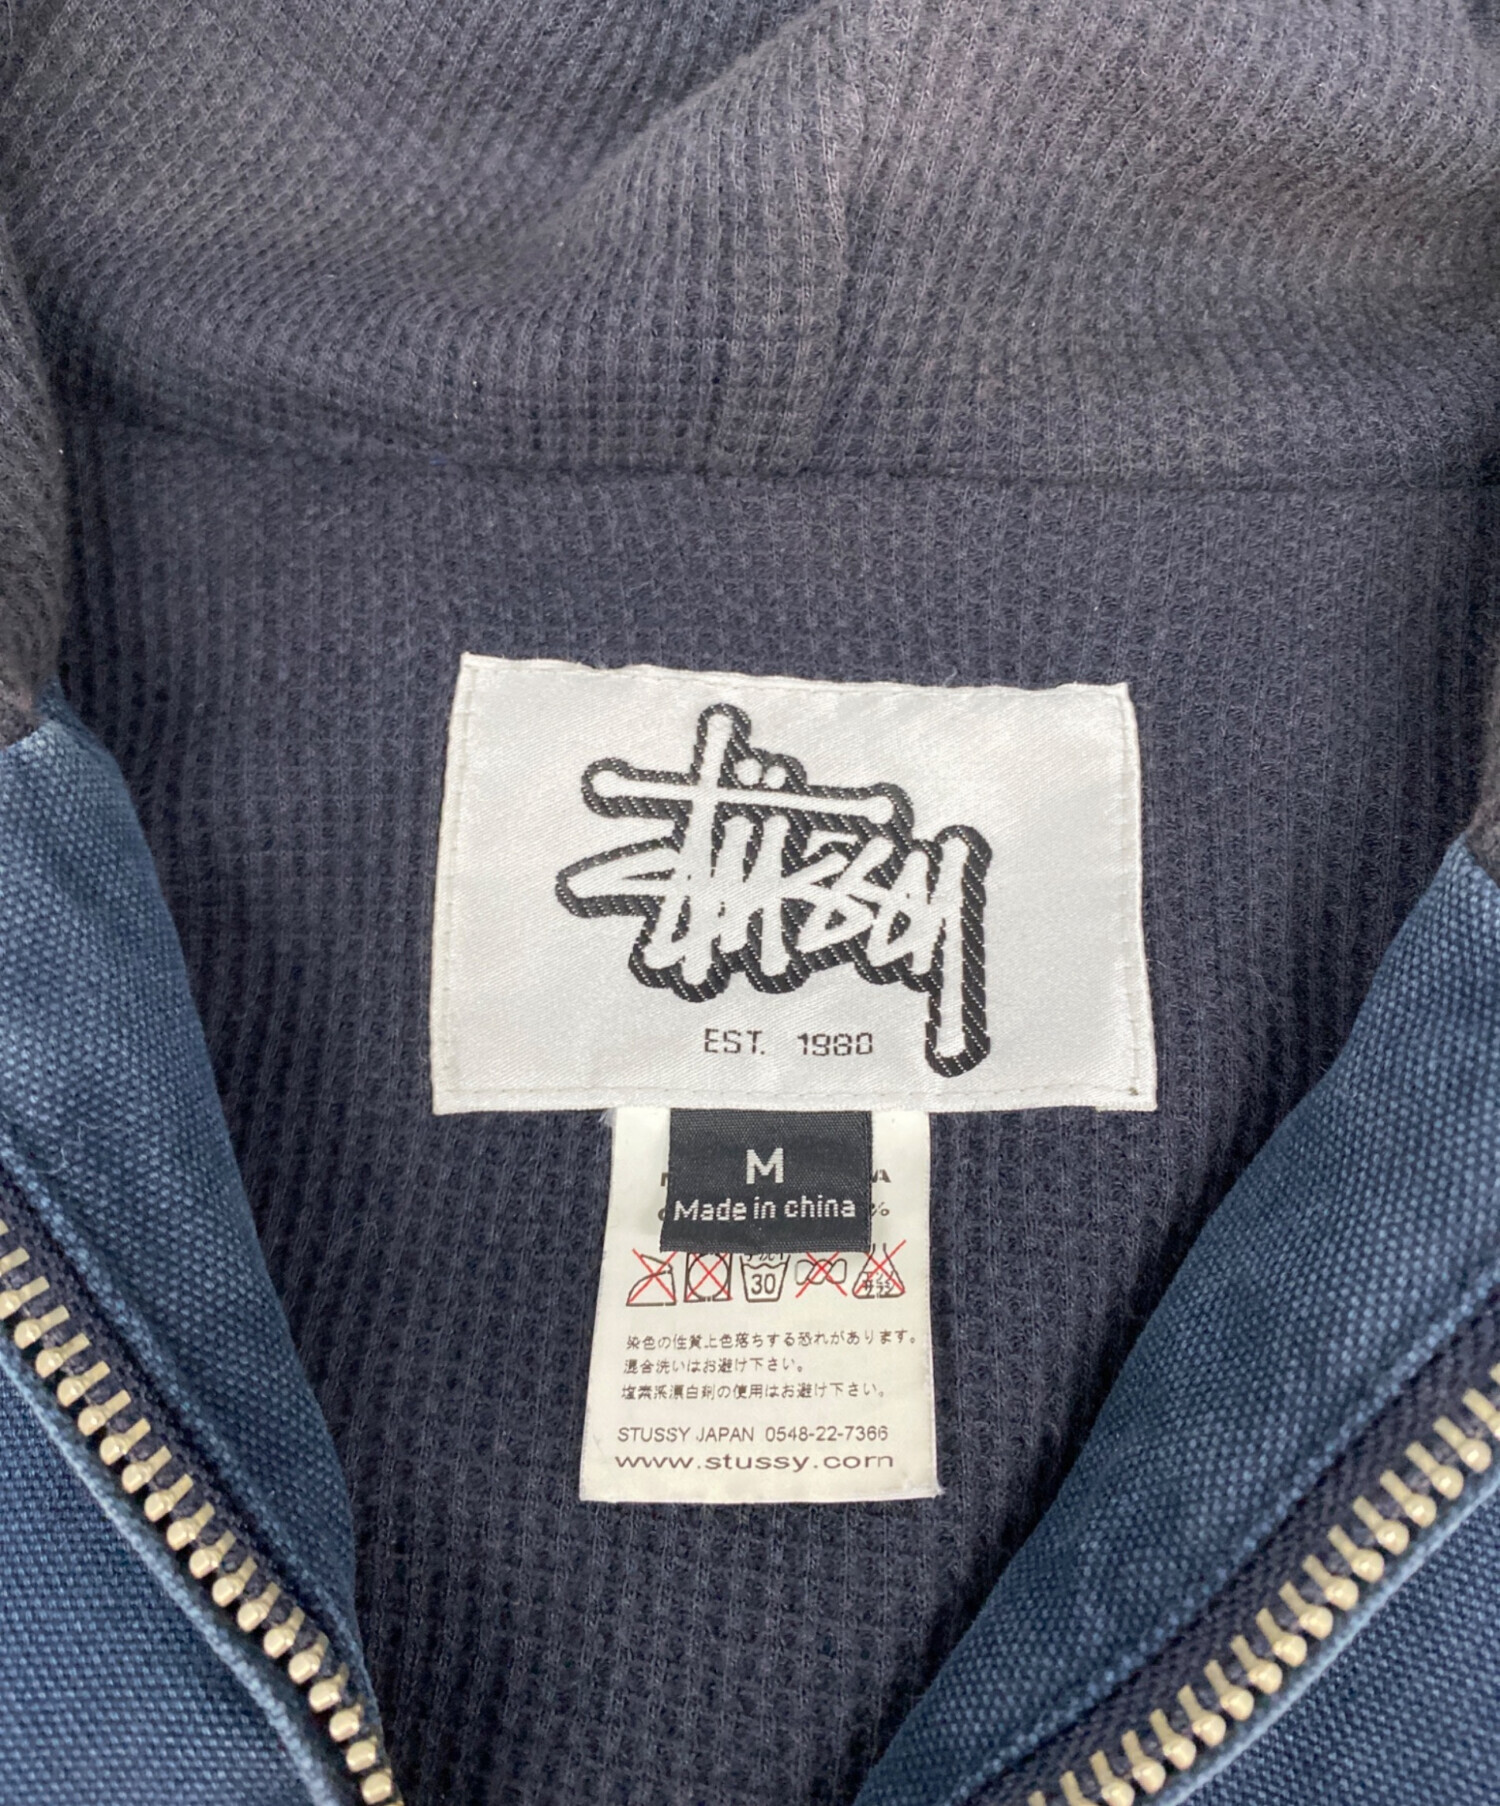 STÜSSY
EST. 1980
M
Made in china
A
%
30
染色の性質上色落ちする恐れがあります。
混合洗いはお避け下さい。
塩素系漂白剤の使用はお避け下さい。
STUSSY JAPAN 0548-22-7366
www.stussy.com